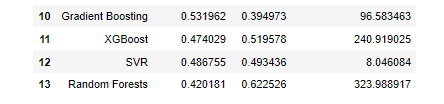 10 Gradient Boosting 0.531962 0.394973 96.583463
11 XGBoost 0.474029 0.519578 240.919025
12 SVR 0.486755 0.493436 8.046084
13 Random Forests 0.420181 0.622526 323.988917